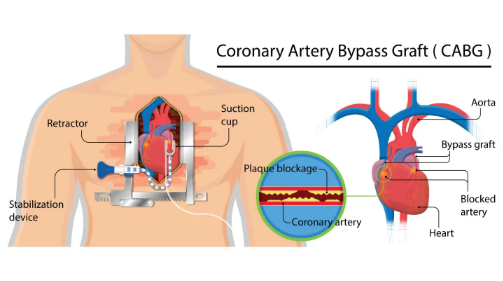 Coronary Artery Bypass Graft ( CABG )
Retractor
Suction
cup
Stabilization
device
Plaque blockage
Coronary artery
Aorta
Bypass graft
Blocked
artery
Heart